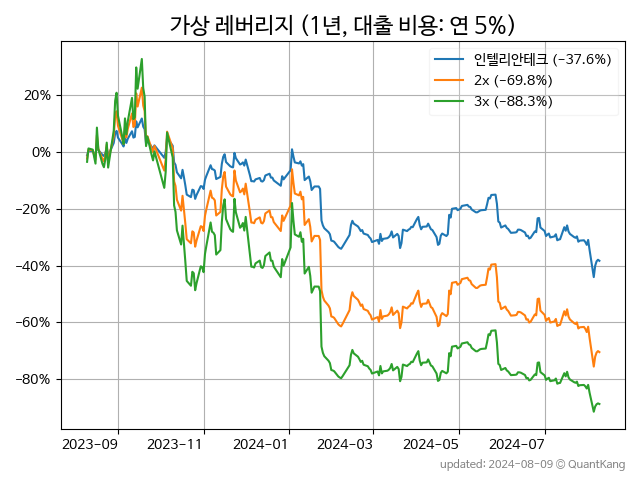 가상 레버리지 (1년, 대출 비용: 연 5%)
인텔리안테크 (−37.6%)
2x (−69.8%)
3x (−88.3%)
20%
0%
−20%
−40%
−60%
−80%
2023-09 2023-11 2024-01 2024-03 2024-05 2024-07
updated: 2024-08-09 © QuantKang